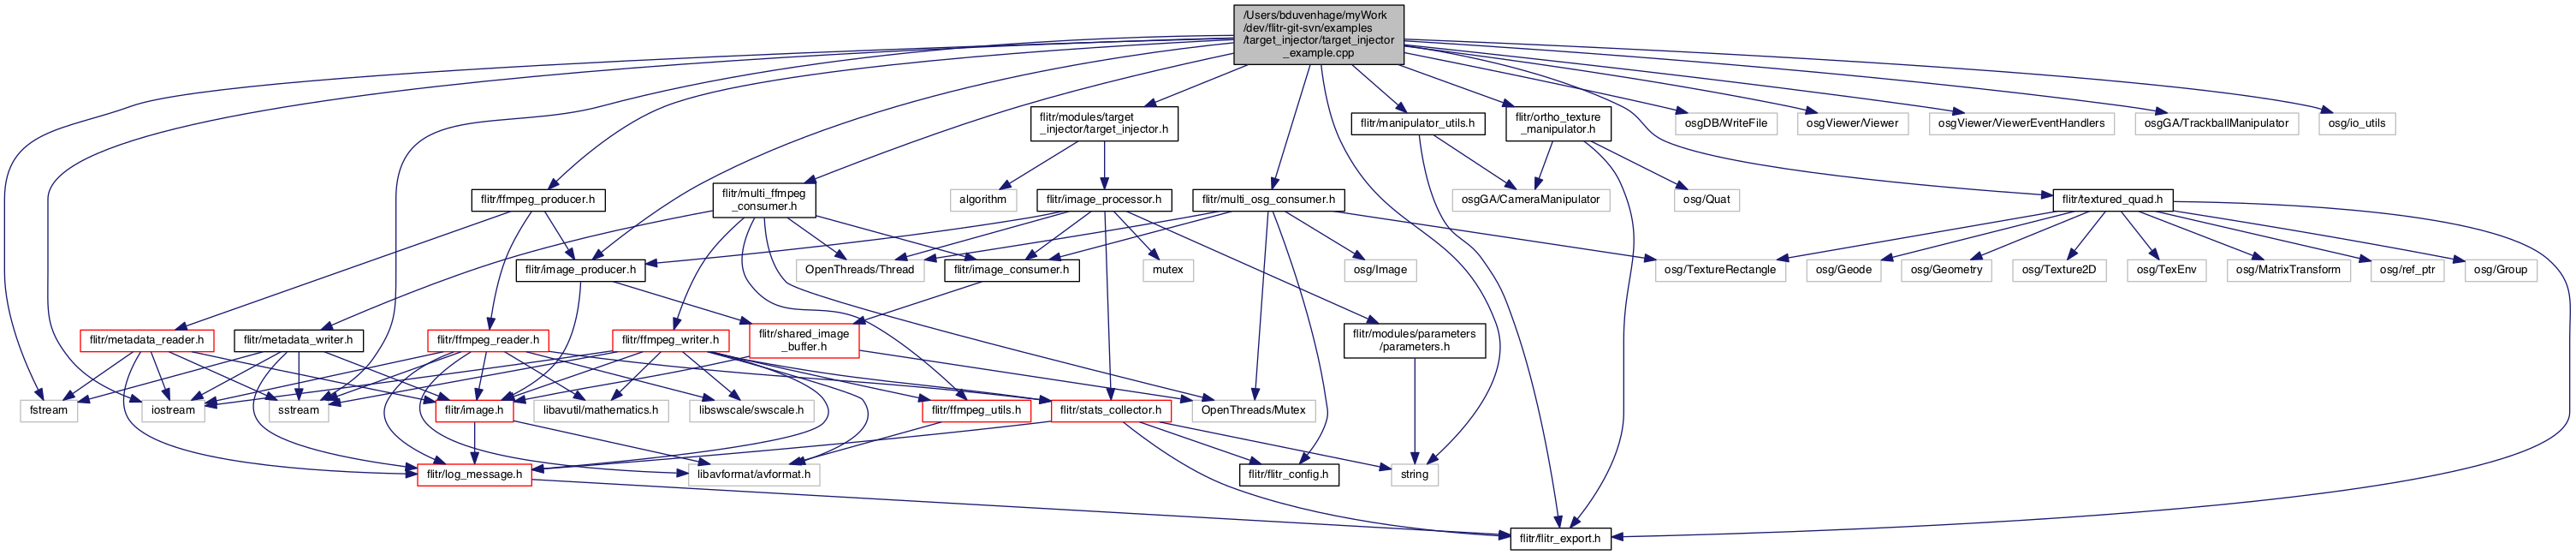 /Users/bduvenhage/myWork
/dev/flitr-git-svn/examples
/target_injector/target_injector
_example.cpp
flitr/modules/target
_injector/target_injector.h
flitr/manipulator_utils.h
flitr/ortho_texture
_manipulator.h
osgDB/WriteFile
osgViewer/Viewer
osgViewer/ViewerEventHandlers
osgGA/TrackballManipulator
osg/io_utils
flitr/ffmpeg_producer.h
flitr/multi_ffmpeg
_consumer.h
algorithm
flitr/image_processor.h
flitr/multi_osg_consumer.h
osgGA/CameraManipulator
osg/Quat
flitr/textured_quad.h
flitr/image_producer.h
OpenThreads/Thread
flitr/image_consumer.h
mutex
osg/Image
osg/TextureRectangle
osg/Geode
osg/Geometry
osg/Texture2D
osg/TexEnv
osg/MatrixTransform
osg/ref_ptr
osg/Group
flitr/metadata_reader.h
flitr/metadata_writer.h
flitr/ffmpeg_reader.h
flitr/ffmpeg_writer.h
flitr/shared_image
_buffer.h
flitr/modules/parameters
/parameters.h
fstream
iostream
sstream
flitr/image.h
libavutil/mathematics.h
libswscale/swscale.h
flitr/ffmpeg_utils.h
flitr/stats_collector.h
OpenThreads/Mutex
flitr/log_message.h
libavformat/avformat.h
flitr/flitr_config.h
string
flitr/flitr_export.h